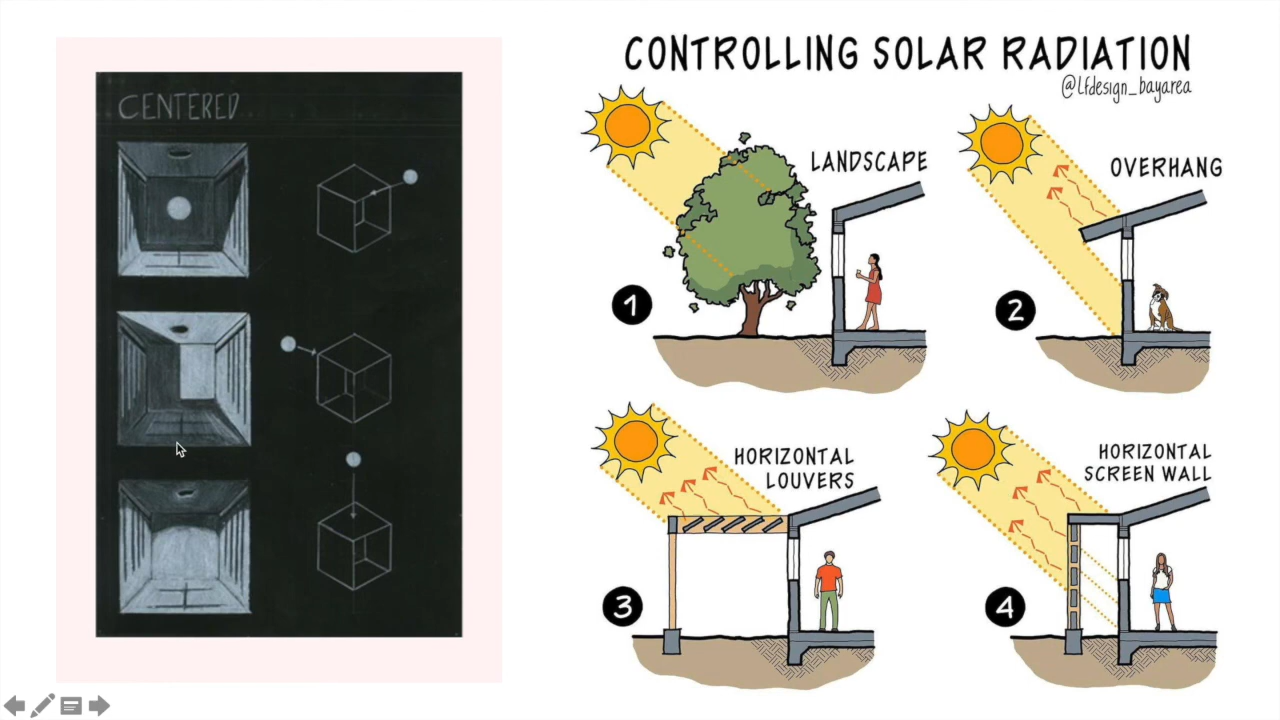 CENTERED
CONTROLLING SOLAR RADIATION
@lfdesign_bayarea
LANDSCAPE
1
OVERHANG
2
HORIZONTAL
LOUVERS
3
HORIZONTAL
SCREEN WALL
4